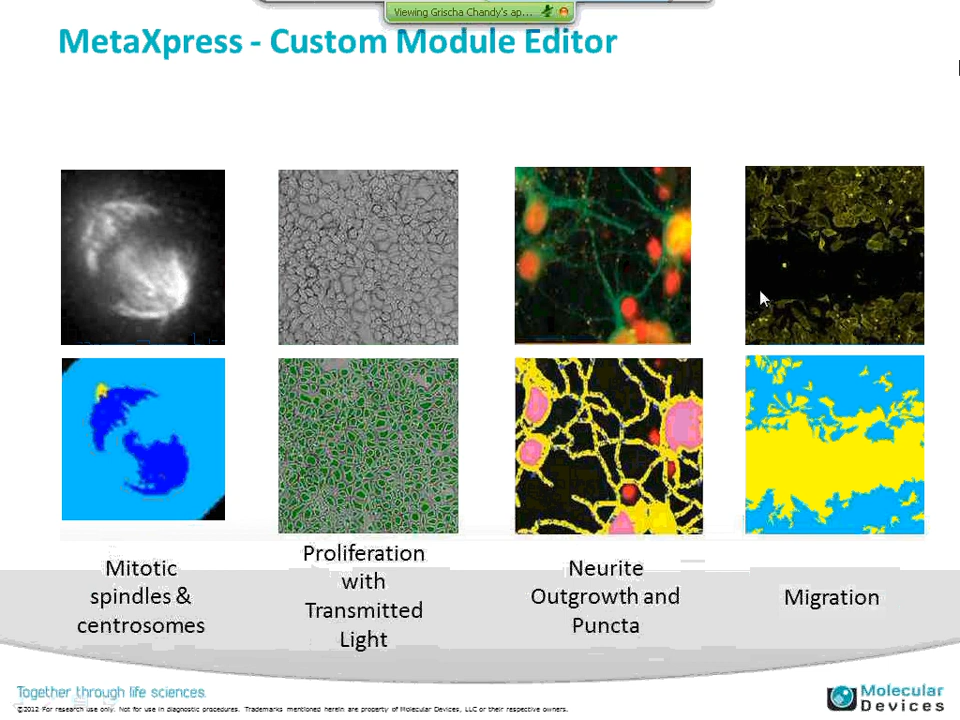 Viewing Grischa Chandy's ap...
MetaXpress - Custom Module Editor
Mitotic
spindles &
centrosomes
Proliferation
with
Transmitted
Light
Neurite
Outgrowth and
Puncta
Migration
Together through life sciences.
©2012 For research use only. Not for use in diagnostic procedures. Trademarks mentioned herein are property of Molecular Devices, LLC or their respective owners.
Molecular
Devices